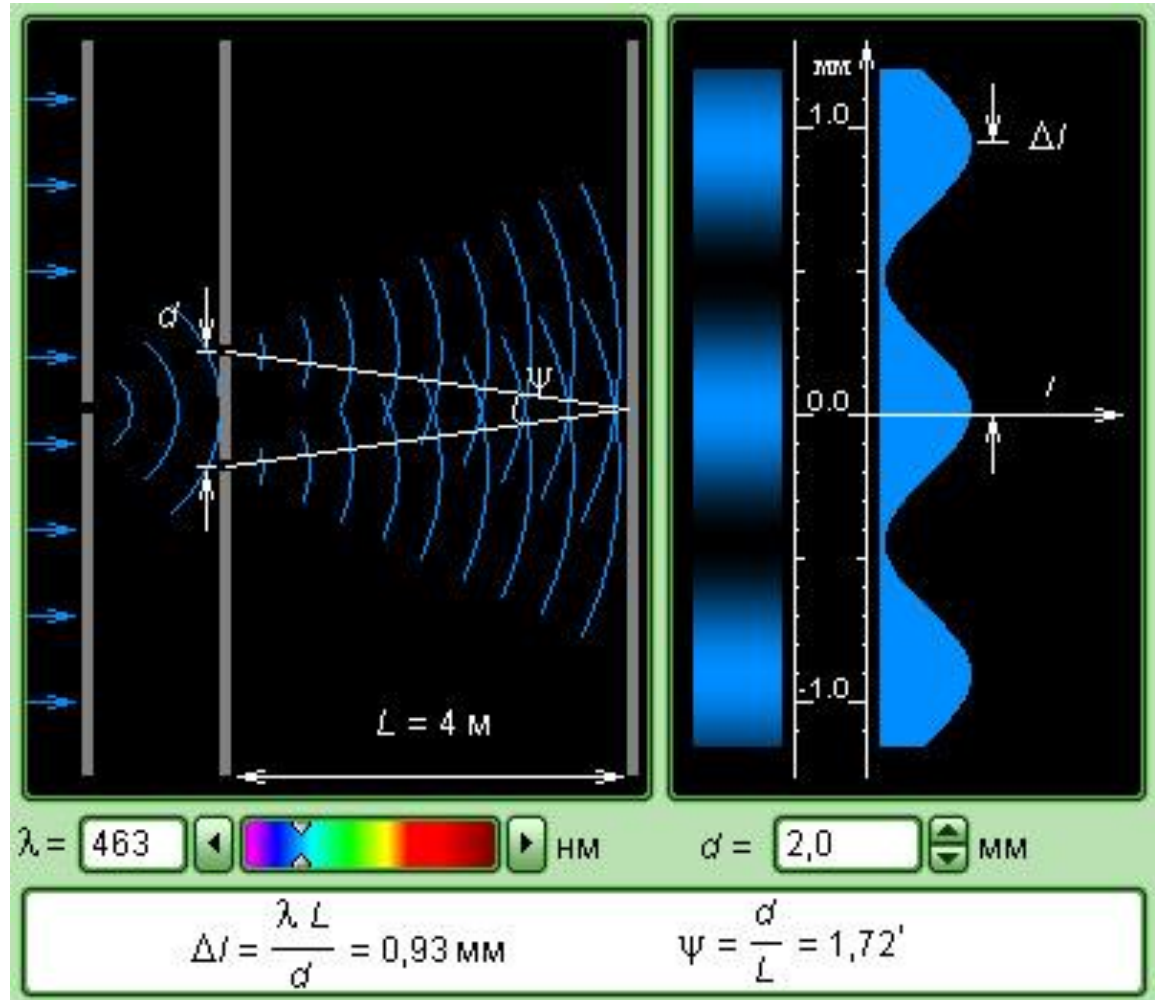 d
ψ
L = 4 м
мм
1.0
Δl
0.0
l
-1.0
λ = 463 нм
d = 2,0 мм
Δl = λ L / d = 0,93 мм
ψ = d / L = 1,72'